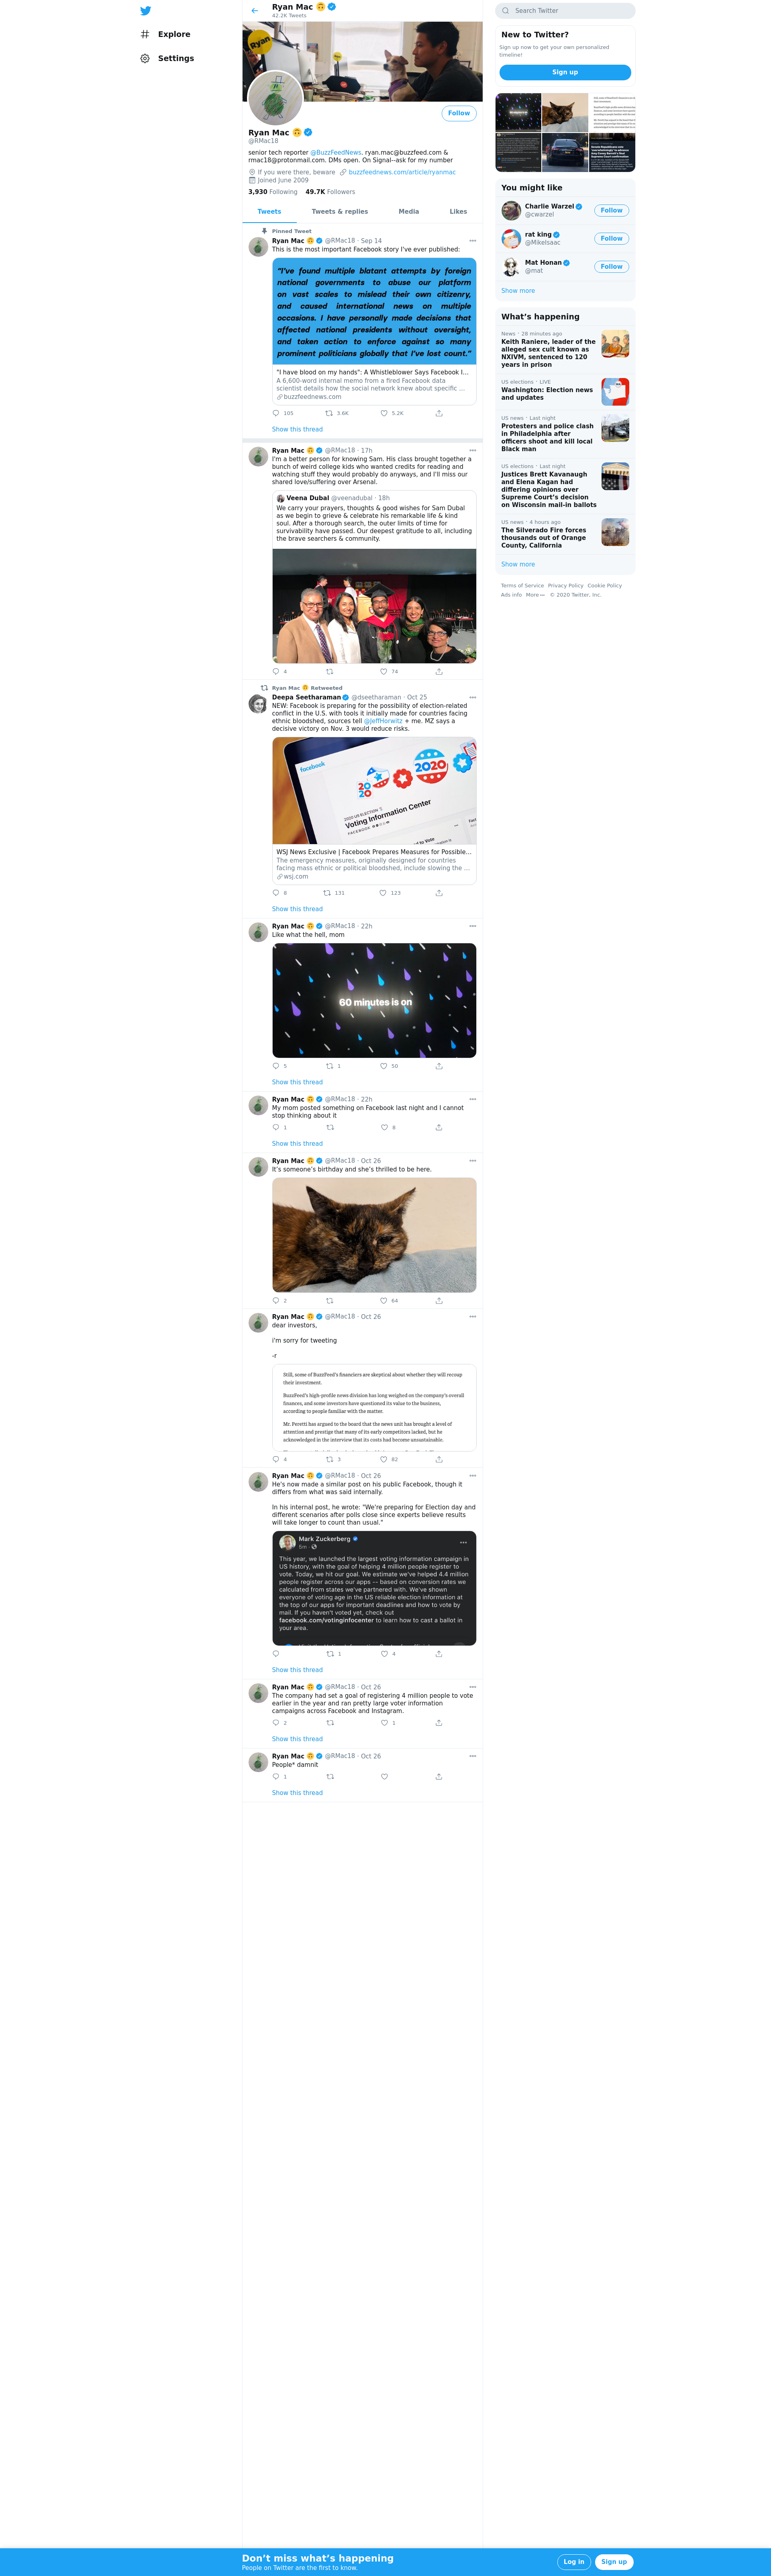 Explore
Settings
Ryan Mac 🙃
42.2K Tweets
Ryan
Follow
Ryan Mac 🙃
@RMac18
senior tech reporter @BuzzFeedNews. ryan.mac@buzzfeed.com &
rmac18@protonmail.com. DMs open. On Signal--ask for my number
If you were there, beware buzzfeednews.com/article/ryanmac
Joined June 2009
3,930 Following 49.7K Followers
Tweets Tweets & replies Media Likes
Pinned Tweet
Ryan Mac 🙃 @RMac18 · Sep 14
This is the most important Facebook story I've ever published:
"I've found multiple blatant attempts by foreign
national governments to abuse our platform
on vast scales to mislead their own citizenry,
and caused international news on multiple
occasions. I have personally made decisions that
affected national presidents without oversight,
and taken action to enforce against so many
prominent politicians globally that I've lost count."
"I have blood on my hands": A Whistleblower Says Facebook I...
A 6,600-word internal memo from a fired Facebook data
scientist details how the social network knew about specific ...
buzzfeednews.com
105 3.6K 5.2K
Show this thread
Ryan Mac 🙃 @RMac18 · 17h
I'm a better person for knowing Sam. His class brought together a
bunch of weird college kids who wanted credits for reading and
watching stuff they would probably do anyways, and I'll miss our
shared love/suffering over Arsenal.
Veena Dubal @veenadubal · 18h
We carry your prayers, thoughts & good wishes for Sam Dubal
as we begin to grieve & celebrate his remarkable life & kind
soul. After a thorough search, the outer limits of time for
survivability have passed. Our deepest gratitude to all, including
the brave searchers & community.
4 74
Ryan Mac 🙃 Retweeted
Deepa Seetharaman @dseetharaman · Oct 25
NEW: Facebook is preparing for the possibility of election-related
conflict in the U.S. with tools it initially made for countries facing
ethnic bloodshed, sources tell @JeffHorwitz + me. MZ says a
decisive victory on Nov. 3 would reduce risks.
facebook
2020
2020
2020 US ELECTION
Voting Information Center
FACEBOOK
WSJ News Exclusive | Facebook Prepares Measures for Possible...
The emergency measures, originally designed for countries
facing mass ethnic or political bloodshed, include slowing the ...
wsj.com
8 131 123
Show this thread
Ryan Mac 🙃 @RMac18 · 22h
Like what the hell, mom
60 minutes is on
5 1 50
Show this thread
Ryan Mac 🙃 @RMac18 · 22h
My mom posted something on Facebook last night and I cannot
stop thinking about it
1 8
Show this thread
Ryan Mac 🙃 @RMac18 · Oct 26
It's someone's birthday and she's thrilled to be here.
2 64
Ryan Mac 🙃 @RMac18 · Oct 26
dear investors,
i'm sorry for tweeting
-r
Still, some of BuzzFeed's financiers are skeptical about whether they will recoup
their investment.
BuzzFeed's high-profile news division has long weighed on the company's overall
finances, and some investors have questioned its value to the business,
according to people familiar with the matter.
Mr. Peretti has argued to the board that the news unit has brought a level of
attention and prestige that many of its early competitors lacked, but he
acknowledged in the interview that its costs had become unsustainable.
4 3 82
Ryan Mac 🙃 @RMac18 · Oct 26
He's now made a similar post on his public Facebook, though it
differs from what was said internally.
In his internal post, he wrote: "We're preparing for Election day and
different scenarios after polls close since experts believe results
will take longer to count than usual."
Mark Zuckerberg
5m ·
This year, we launched the largest voting information campaign in
US history, with the goal of helping 4 million people register to
vote. Today, we hit our goal. We estimate we've helped 4.4 million
people register across our apps -- based on conversion rates we
calculated from states we've partnered with. We've shown
everyone of voting age in the US reliable election information at
the top of our apps for important deadlines and how to vote by
mail. If you haven't voted yet, check out
facebook.com/votinginfocenter to learn how to cast a ballot in
your area.
1 4
Show this thread
Ryan Mac 🙃 @RMac18 · Oct 26
The company had set a goal of registering 4 million people to vote
earlier in the year and ran pretty large voter information
campaigns across Facebook and Instagram.
2 1
Show this thread
Ryan Mac 🙃 @RMac18 · Oct 26
People* damnit
1
Show this thread
Search Twitter
New to Twitter?
Sign up now to get your own personalized
timeline!
Sign up
You might like
Charlie Warzel
@cwarzel
Follow
rat king
@MikeIsaac
Follow
Mat Honan
@mat
Follow
Show more
What's happening
News · 28 minutes ago
Keith Raniere, leader of the
alleged sex cult known as
NXIVM, sentenced to 120
years in prison
US elections · LIVE
Washington: Election news
and updates
US news · Last night
Protesters and police clash
in Philadelphia after
officers shoot and kill local
Black man
US elections · Last night
Justices Brett Kavanaugh
and Elena Kagan had
differing opinions over
Supreme Court's decision
on Wisconsin mail-in ballots
US news · 4 hours ago
The Silverado Fire forces
thousands out of Orange
County, California
Show more
Terms of Service Privacy Policy Cookie Policy
Ads info More ••• © 2020 Twitter, Inc.
Don't miss what's happening
People on Twitter are the first to know.
Log in Sign up